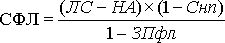 СФЛ = (ЛС − НА)×(1− Снп)
1− ЗПфл